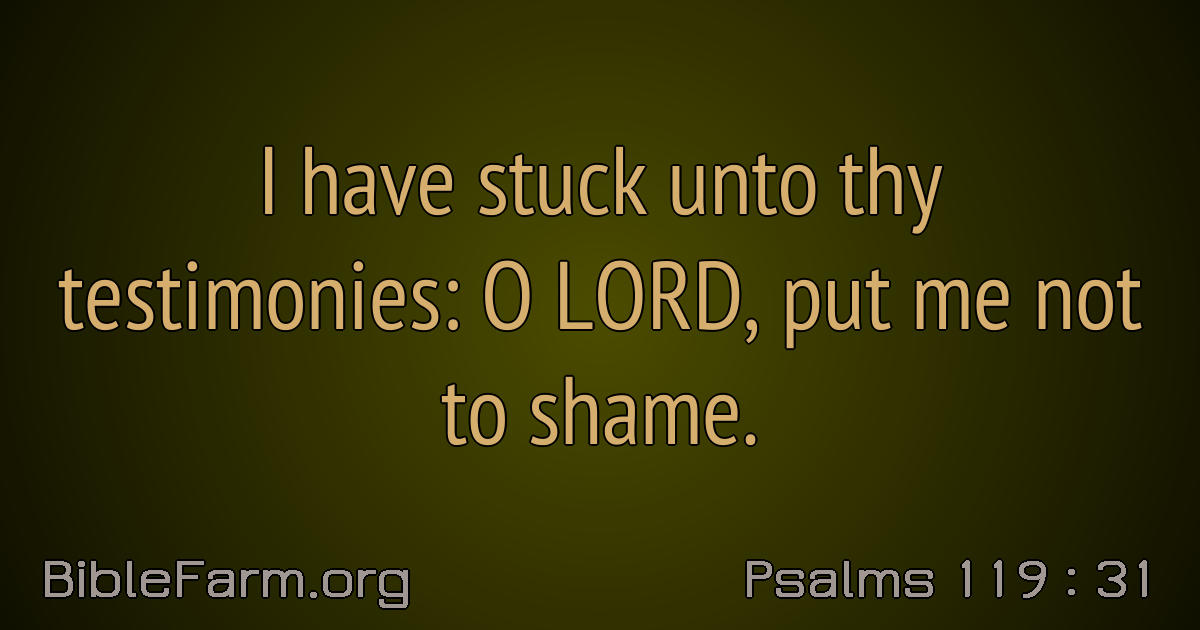 I have stuck unto thy
testimonies: O LORD, put me not
to shame.
BibleFarm.org
Psalms 119 : 31